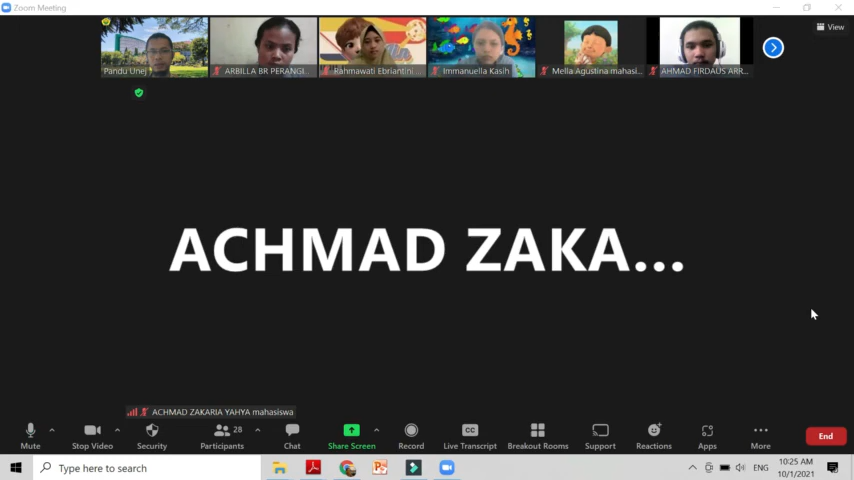 Zoom Meeting
View
Pandu Unej
ARBILLA BR PERANGI...
Rahmawati Ebriantini ...
Immanuella Kasih
Mella Agustina mahasi...
AHMAD FIRDAUS ARR...
ACHMAD ZAKA...
ACHMAD ZAKARIA YAHYA mahasiswa
Mute
Stop Video
Security
Participants
28
Chat
Share Screen
Record
CC
Live Transcript
Breakout Rooms
Support
Reactions
Apps
More
End
Type here to search
ENG
10:25 AM
10/1/2021